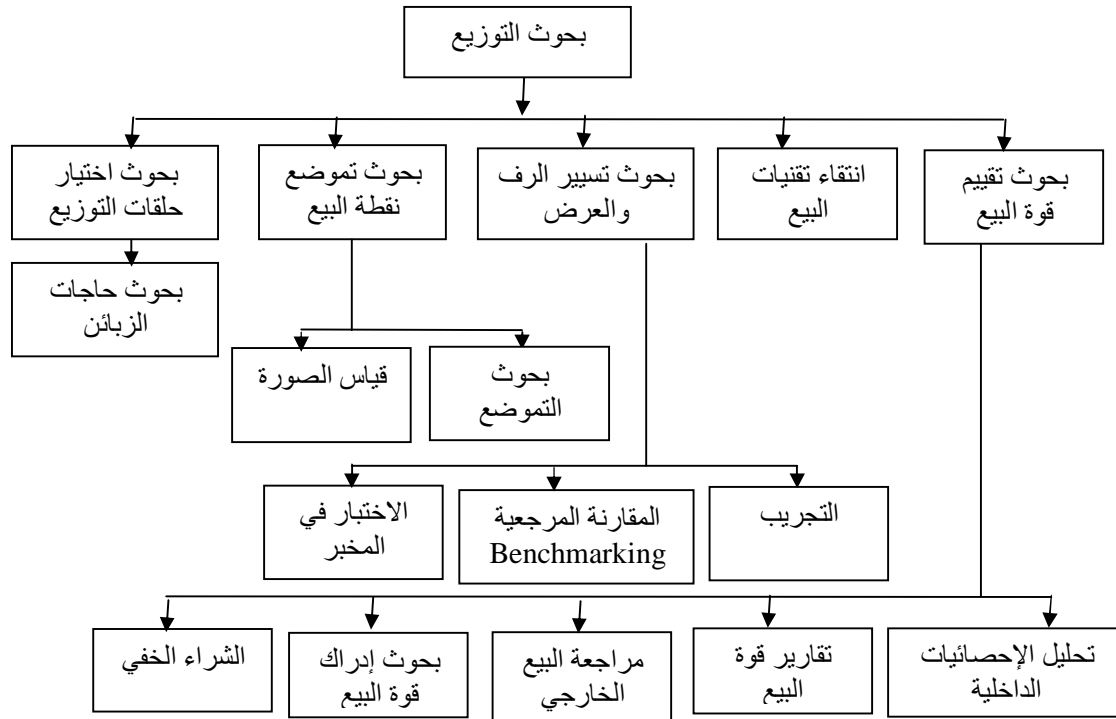 بحوث التوزيع
بحوث تقييم
قوة البيع
انتقاء تقنيات
البيع
بحوث تسيير الرف
والعرض
بحوث تموضع
نقطة البيع
بحوث اختيار
حلقات التوزيع
بحوث حاجات
الزبائن
بحوث
التموضع
قياس الصورة
التجريب
المقارنة المرجعية
Benchmarking
الاختبار في
المخبر
تحليل الإحصائيات
الداخلية
تقارير قوة
البيع
مراجعة البيع
الخارجي
بحوث إدراك
قوة البيع
الشراء الخفي